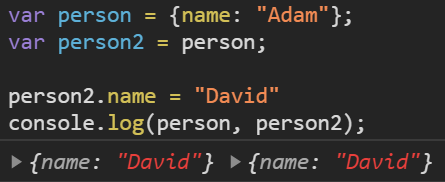 var person = {name: "Adam"};
var person2 = person;
person2.name = "David"
console.log(person, person2);
▶ {name: "David"} ▶ {name: "David"}